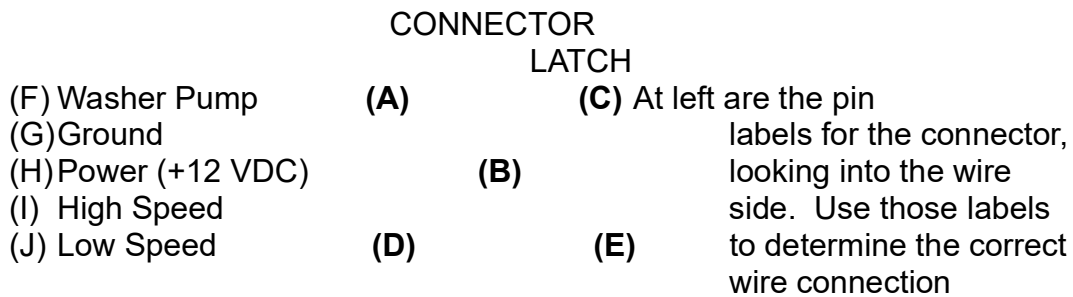 CONNECTOR
LATCH
(F) Washer Pump (A) (C) At left are the pin
(G)Ground labels for the connector,
(H)Power (+12 VDC) (B) looking into the wire
(I) High Speed side. Use those labels
(J) Low Speed (D) (E) to determine the correct
wire connection